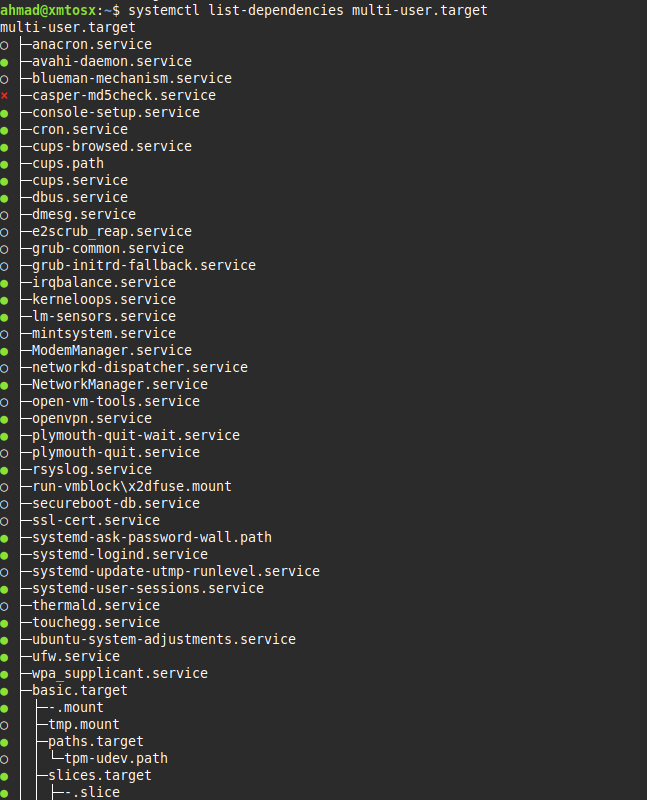 ahmad@xmtosx:~$ systemctl list-dependencies multi-user.target
multi-user.target
○ ├─anacron.service
● ├─avahi-daemon.service
○ ├─blueman-mechanism.service
× ├─casper-md5check.service
● ├─console-setup.service
● ├─cron.service
● ├─cups-browsed.service
● ├─cups.path
● ├─cups.service
● ├─dbus.service
○ ├─dmesg.service
○ ├─e2scrub_reap.service
○ ├─grub-common.service
○ ├─grub-initrd-fallback.service
● ├─irqbalance.service
● ├─kerneloops.service
● ├─lm-sensors.service
○ ├─mintsystem.service
● ├─ModemManager.service
○ ├─networkd-dispatcher.service
● ├─NetworkManager.service
○ ├─open-vm-tools.service
● ├─openvpn.service
● ├─plymouth-quit-wait.service
○ ├─plymouth-quit.service
● ├─rsyslog.service
○ ├─run-vmblock\x2dfuse.mount
○ ├─secureboot-db.service
○ ├─ssl-cert.service
● ├─systemd-ask-password-wall.path
● ├─systemd-logind.service
○ ├─systemd-update-utmp-runlevel.service
● ├─systemd-user-sessions.service
○ ├─thermald.service
● ├─touchegg.service
● ├─ubuntu-system-adjustments.service
● ├─ufw.service
● ├─wpa_supplicant.service
● ├─basic.target
● │ ├─-.mount
○ │ ├─tmp.mount
● │ ├─paths.target
○ │ │ └─tpm-udev.path
● │ ├─slices.target
● │ │ ├─-.slice